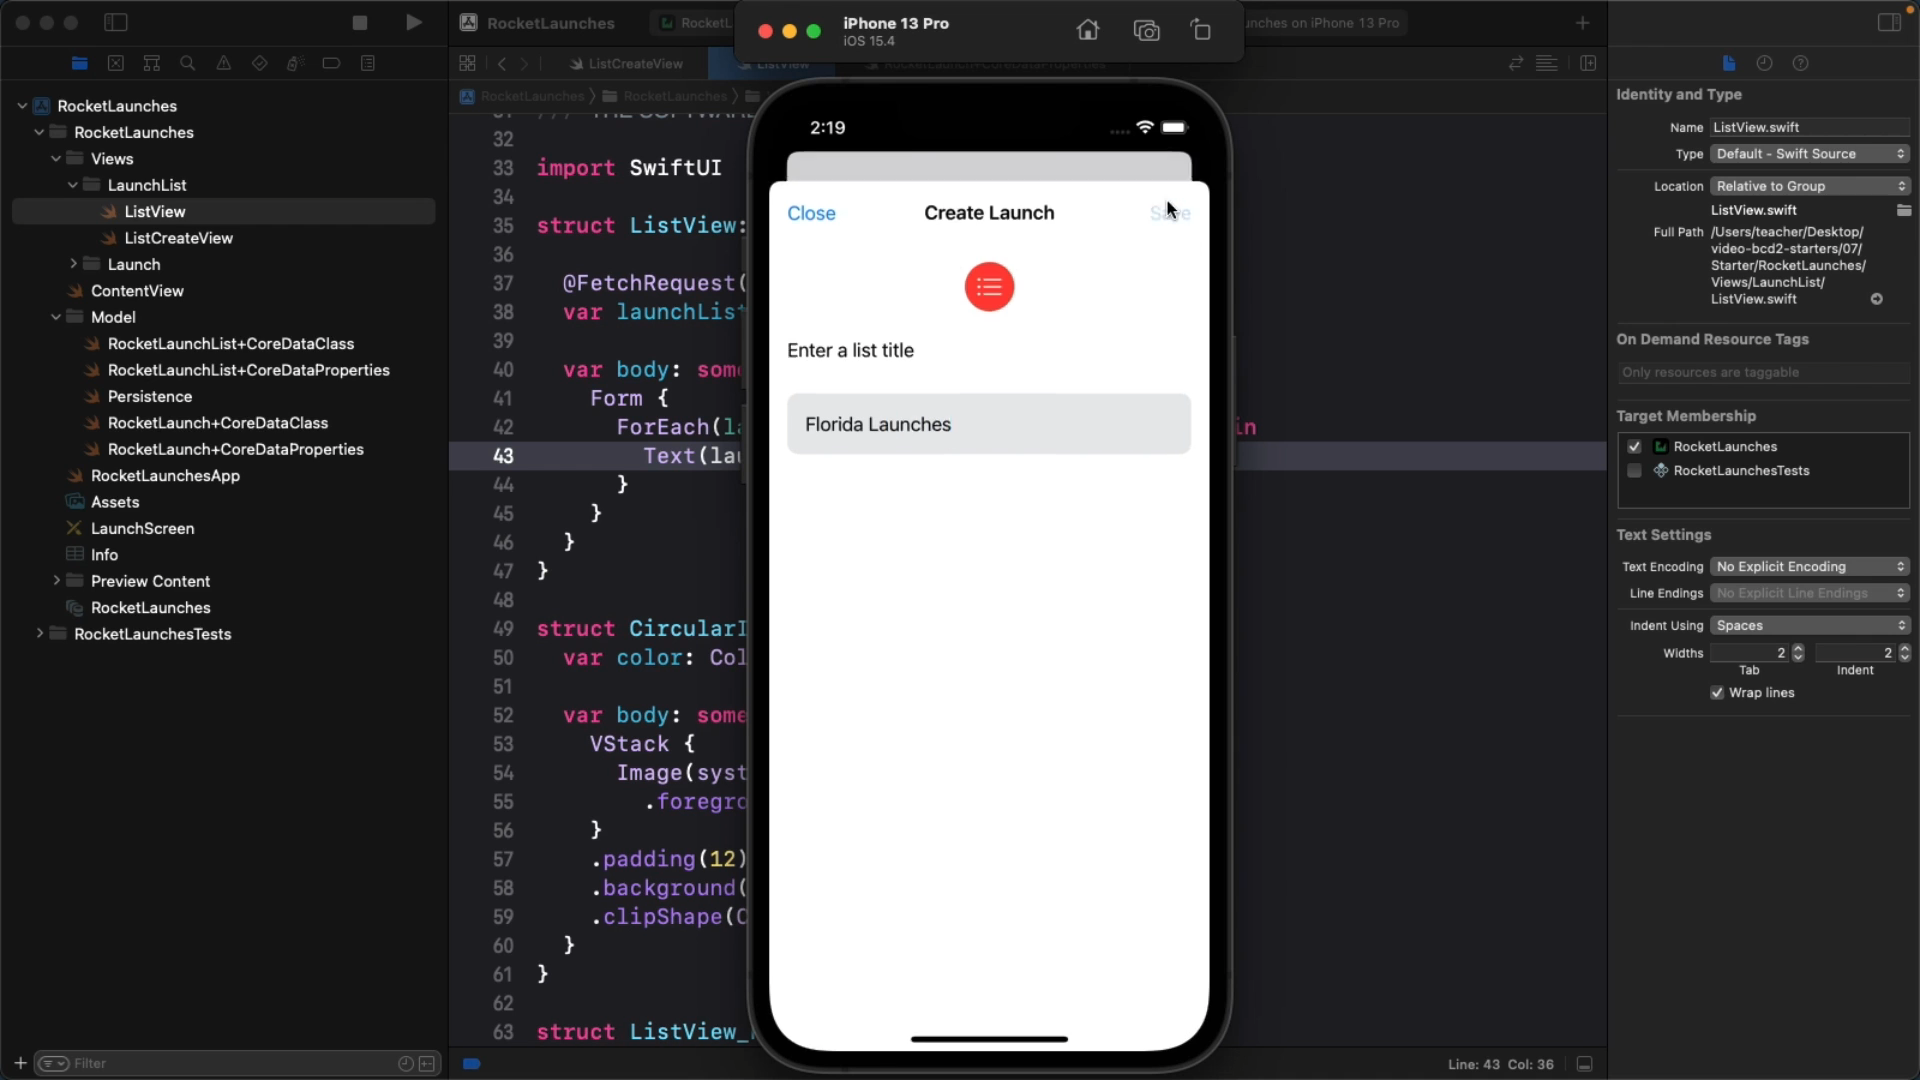 RocketLaunches
RocketL
iPhone 13 Pro
iOS 15.4
nches on iPhone 13 Pro
ListCreateView
ListView
RocketLaunch+CoreDataProperties
RocketLaunches
RocketLaunches
RocketLaunches
RocketLaunches
Views
LaunchList
ListView
ListCreateView
Launch
ContentView
Model
RocketLaunchList+CoreDataClass
RocketLaunchList+CoreDataProperties
Persistence
RocketLaunch+CoreDataClass
RocketLaunch+CoreDataProperties
RocketLaunchesApp
Assets
LaunchScreen
Info
Preview Content
RocketLaunches
RocketLaunchesTests
Filter
32
33 import SwiftUI
34
35 struct ListView:
36
37 @FetchRequest(
38 var launchList
39
40 var body: some
41 Form {
42 ForEach(la in
43 Text(lau
44 }
45 }
46 }
47 }
48
49 struct CircularI
50 var color: Col
51
52 var body: some
53 VStack {
54 Image(syst
55 .foregro
56 }
57 .padding(12)
58 .background(
59 .clipShape(C
60 }
61 }
62
63 struct ListView_
2:19
Close
Create Launch
Save
Enter a list title
Florida Launches
Line: 43 Col: 36
Identity and Type
Name ListView.swift
Type Default - Swift Source
Location Relative to Group
ListView.swift
Full Path /Users/teacher/Desktop/
video-bcd2-starters/07/
Starter/RocketLaunches/
Views/LaunchList/
ListView.swift
On Demand Resource Tags
Only resources are taggable
Target Membership
RocketLaunches
RocketLaunchesTests
Text Settings
Text Encoding No Explicit Encoding
Line Endings No Explicit Line Endings
Indent Using Spaces
Widths 2 2
Tab Indent
Wrap lines